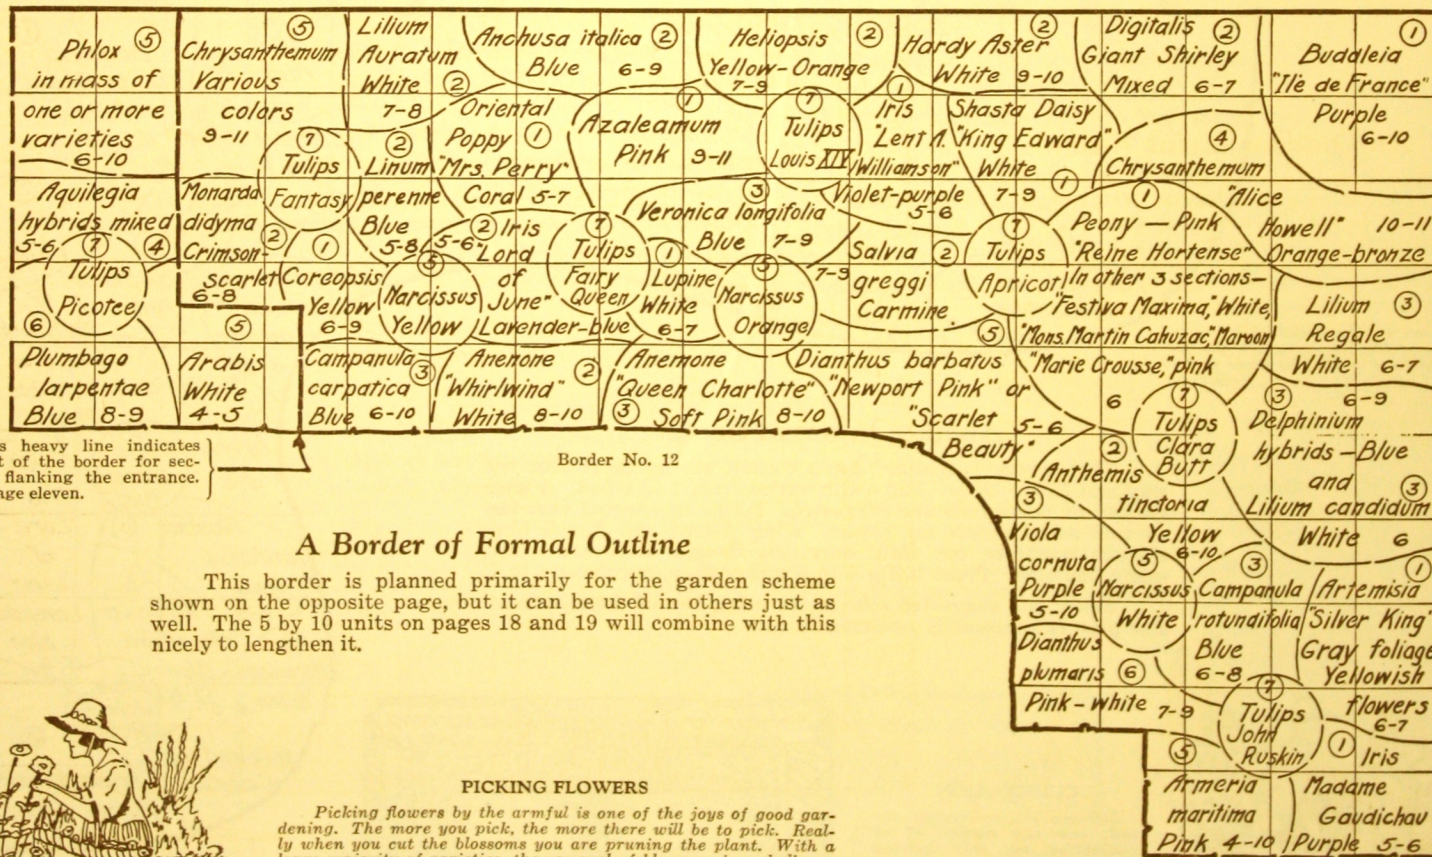 Phlox 5
in mass of
one or more
varieties
6-10
Chrysanthemum 5
Various
colors
9-11
Lilium
Auratum
White 2
7-8
Anchusa italica 2
Blue 6-9
Heliopsis 2
Yellow-Orange
7-9
Hardy Aster 2
White 9-10
Digitalis 2
Giant Shirley
Mixed 6-7
Buddleia 1
"Ile de France"
Purple
6-10
7
Tulips
Fantasy
2
Linum
perenne
Blue
5-8
Oriental
Poppy 1
"Mrs. Perry"
Coral 5-7
1
Azaleamum
Pink 9-11
7
Tulips
Louis XIV
1
Iris
"Lent A.
Williamson"
Violet-purple
5-6
Shasta Daisy
"King Edward"
White
7-9 1
4
Chrysanthemum
"Alice
Howell" 10-11
Orange-bronze
Aquilegia
hybrids mixed
5-6 4
7
Tulips
Picotee
Monarda
didyma
Crimson- 2
scarlet
6-8
1
Coreopsis
Yellow
6-9
5
Narcissus
Yellow
5-6 2 Iris
"Lord
of
June"
Lavender-blue
7
Tulips
Fairy
Queen
3
Veronica longifolia
Blue 7-9
1
Lupine
White
6-7
5
Narcissus
Orange
7-9
Salvia 2
greggi
Carmine
7
Tulips
Apricot
1
Peony — Pink
"Reine Hortense"
In other 3 sections—
"Festiva Maxima", White,
"Mons. Martin Cahuzac", Maroon
"Marie Crousse," pink
6
Lilium 3
Regale
White 6-7
6
Plumbago
larpentae
Blue 8-9
5
Arabis
White
4-5
Campanula
carpatica 3
Blue 6-10
Anenone
"Whirlwind" 2
White 8-10
Anemone
"Queen Charlotte"
3 Soft Pink 8-10
5
Dianthus barbatus
"Newport Pink" or
"Scarlet 5-6
Beauty"
7
Tulips
Clara
Butt
6-9
3
Delphinium
hybrids — Blue
and 3
Lilium candidum
White 6
2
Anthemis
tinctoria
Yellow
6-10
3
Viola
cornuta
Purple
5-10
5
Narcissus
White
3
Campanula
rotundifolia
Blue
6-8
1
Artemisia
"Silver King"
Gray foliage
Yellowish
flowers
6-7
Dianthus
plumaris 6
Pink-white 7-9
7
Tulips
John
Ruskin
5
Armeria
maritima
Pink 4-10
1 Iris
Madame
Gaudichau
Purple 5-6
s heavy line indicates
t of the border for sec-
flanking the entrance.
age eleven.
Border No. 12
A Border of Formal Outline
This border is planned primarily for the garden scheme
shown on the opposite page, but it can be used in others just as
well. The 5 by 10 units on pages 18 and 19 will combine with this
nicely to lengthen it.
PICKING FLOWERS
Picking flowers by the armful is one of the joys of good gar-
dening. The more you pick, the more there will be to pick. Real-
ly when you cut the blossoms you are pruning the plant. With a